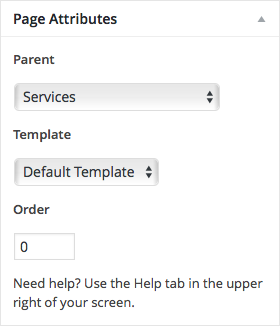 Page Attributes
Parent
Services
Template
Default Template
Order
0
Need help? Use the Help tab in the upper
right of your screen.